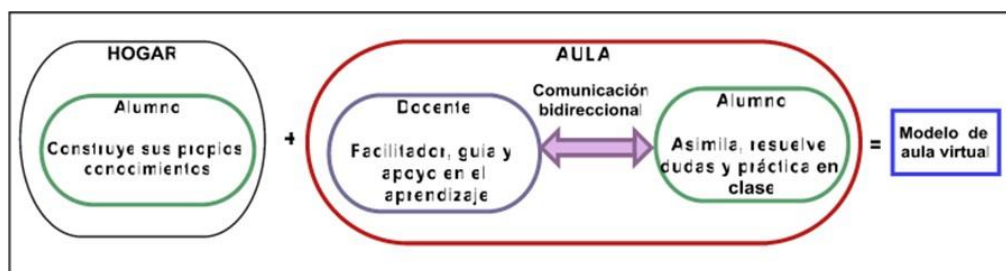 HOGAR
Alumno
Construye sus propios
conocimientos
+
AULA
Docente
Facilitador, guía y
apoyo en el
aprendizaje
Comunicación
bidireccional
Alumno
Asimila, resuelve
dudas y práctica en
clase
=
Modelo de
aula virtual